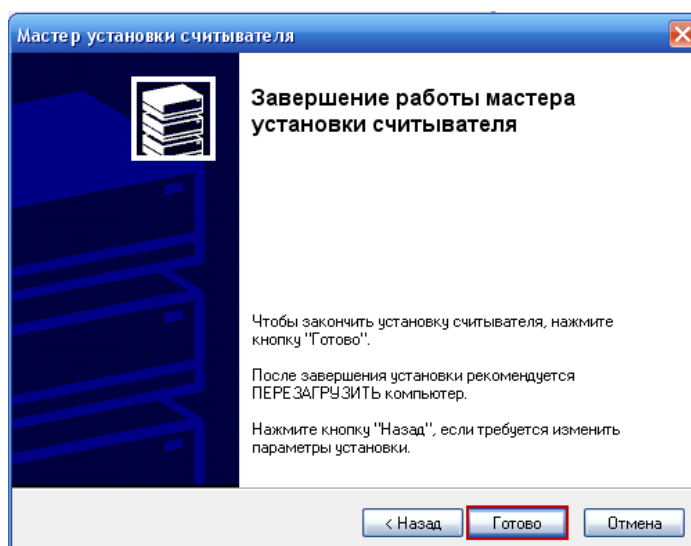 Мастер установки считывателя
Завершение работы мастера
установки считывателя
Чтобы закончить установку считывателя, нажмите
кнопку "Готово".
После завершения установки рекомендуется
ПЕРЕЗАГРУЗИТЬ компьютер.
Нажмите кнопку "Назад", если требуется изменить
параметры установки.
< Назад Готово Отмена